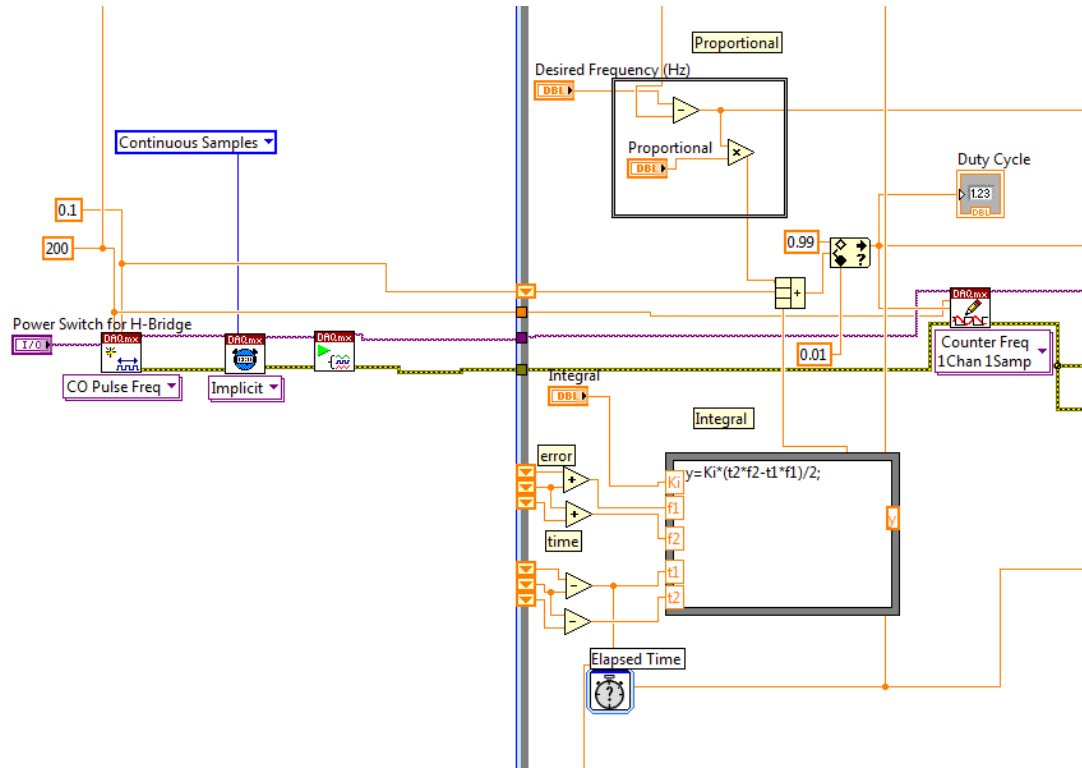 Proportional
Desired Frequency (Hz)
DBL
Continuous Samples
Proportional
DBL
Duty Cycle
1.23
DBL
0.1
200
0.99
?
+
Power Switch for H-Bridge
I/O
DAQmx
DAQmx
DAQmx
DAQmx
0.01
Counter Freq
1Chan 1Samp
CO Pulse Freq
Implicit
Integral
DBL
Integral
error
y=Ki*(t2*f2-t1*f1)/2;
Ki
f1
y
f2
time
t1
t2
Elapsed Time
?